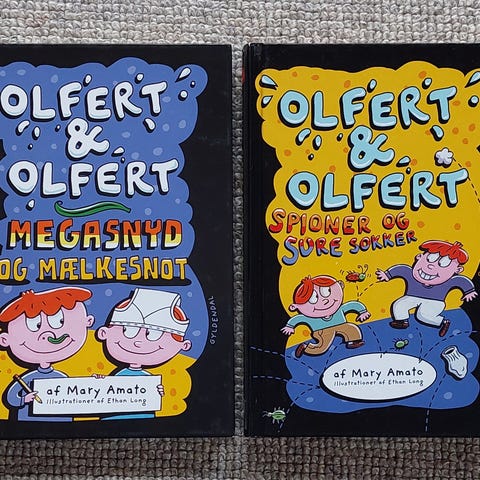 OLFERT
&
OLFERT
MEGASNYD
OG MÆLKESNOT
GYLDENDAL
af Mary Amato
Illustrationer af Ethan Long
OLFERT
&
OLFERT
SPIONER OG
SURE SOKKER
af Mary Amato
Illustrationer af Ethan Long